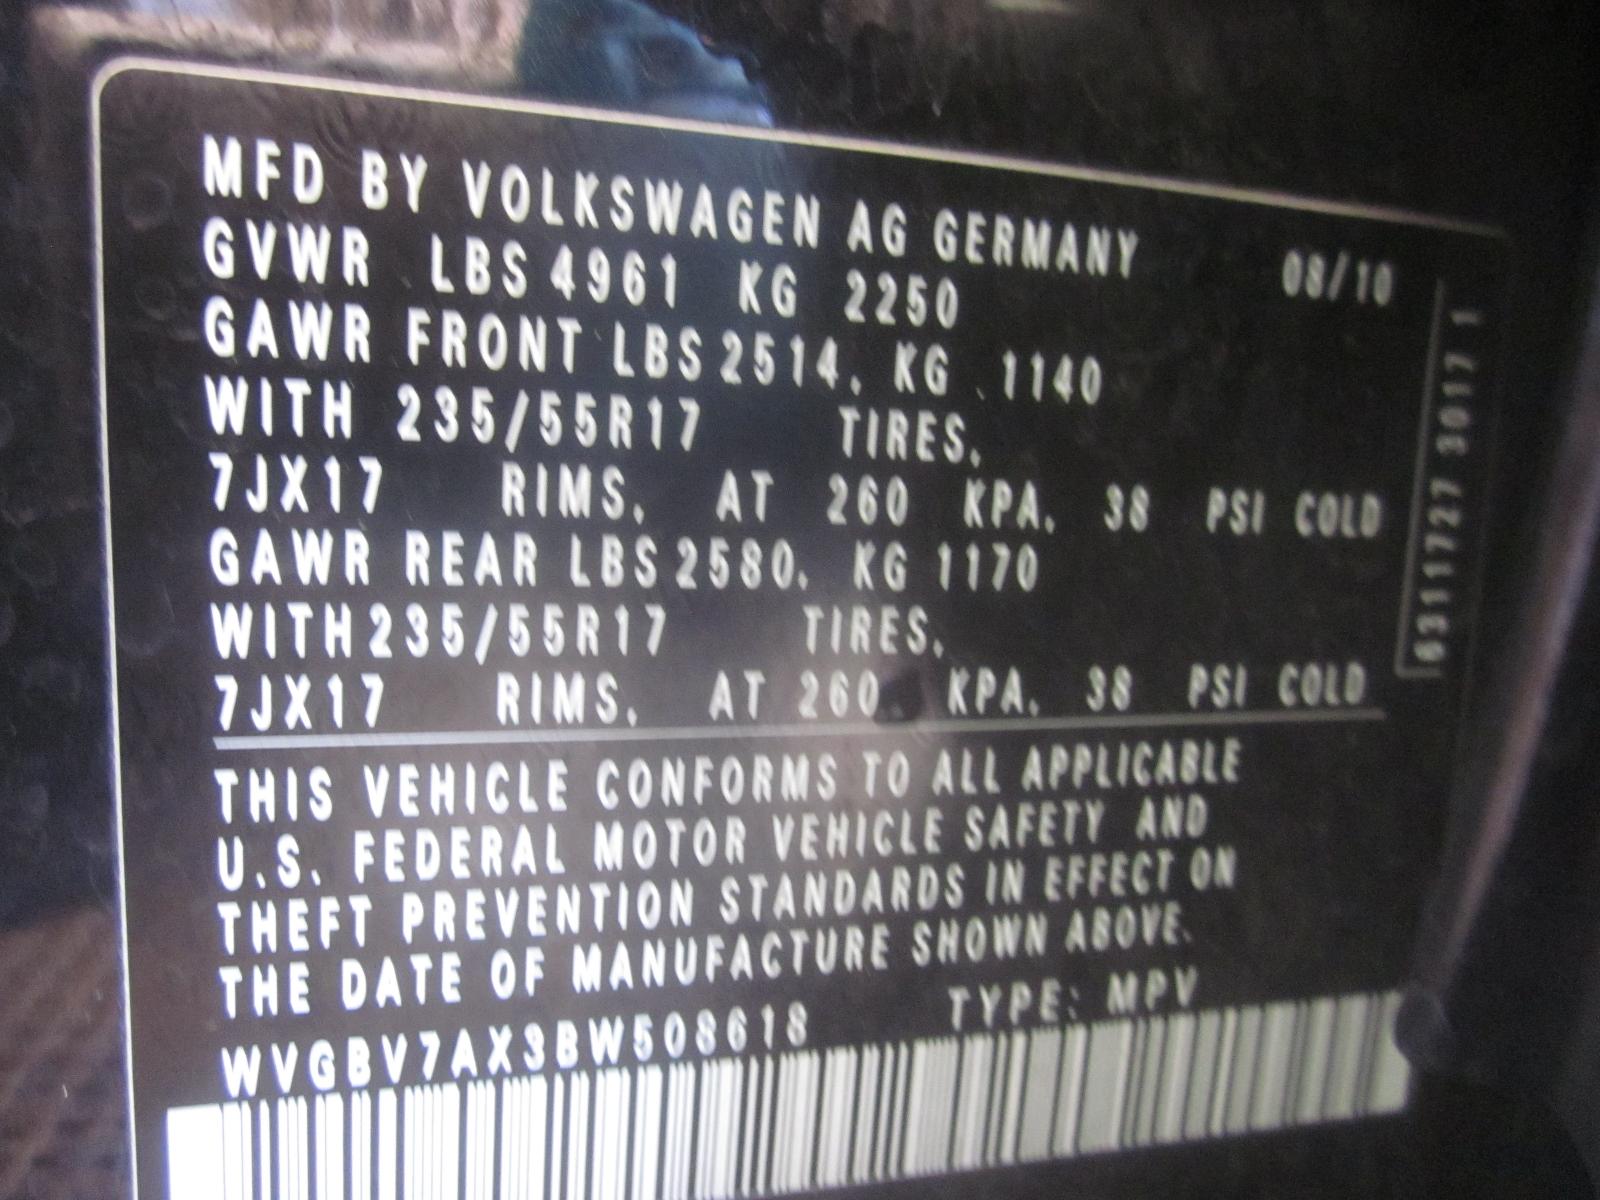 MFD BY VOLKSWAGEN AG GERMANY 08/10
GVWR LBS 4961 KG 2250
GAWR FRONT LBS 2514, KG 1140
WITH 235/55R17 TIRES,
7JX17 RIMS, AT 260 KPA, 38 PSI COLD
GAWR REAR LBS 2580, KG 1170
WITH 235/55R17 TIRES,
7JX17 RIMS, AT 260 KPA, 38 PSI COLD
THIS VEHICLE CONFORMS TO ALL APPLICABLE
U.S. FEDERAL MOTOR VEHICLE SAFETY AND
THEFT PREVENTION STANDARDS IN EFFECT ON
THE DATE OF MANUFACTURE SHOWN ABOVE.
WVGBV7AX3BW508618 TYPE: MPV